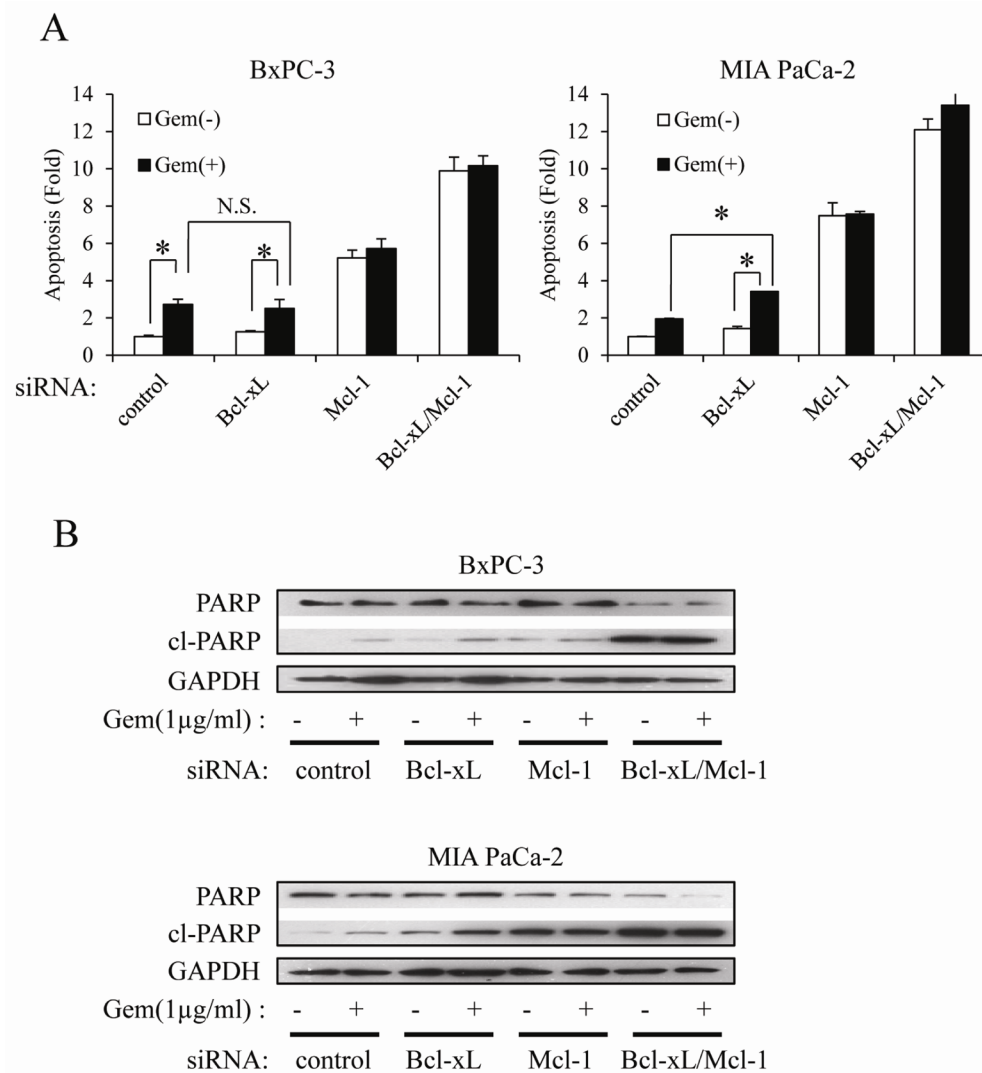 A
BxPC-3
14
12
10
8
6
4
2
0
Apoptosis (Fold)
Gem(-)
Gem(+)
N.S.
*
*
siRNA:
control
Bcl-xL
Mcl-1
Bcl-xL/Mcl-1
MIA PaCa-2
14
12
10
8
6
4
2
0
Apoptosis (Fold)
Gem(-)
Gem(+)
*
*
control
Bcl-xL
Mcl-1
Bcl-xL/Mcl-1
B
BxPC-3
PARP
cl-PARP
GAPDH
Gem(1μg/ml) : - + - + - + - +
siRNA: control Bcl-xL Mcl-1 Bcl-xL/Mcl-1
MIA PaCa-2
PARP
cl-PARP
GAPDH
Gem(1μg/ml) : - + - + - + - +
siRNA: control Bcl-xL Mcl-1 Bcl-xL/Mcl-1